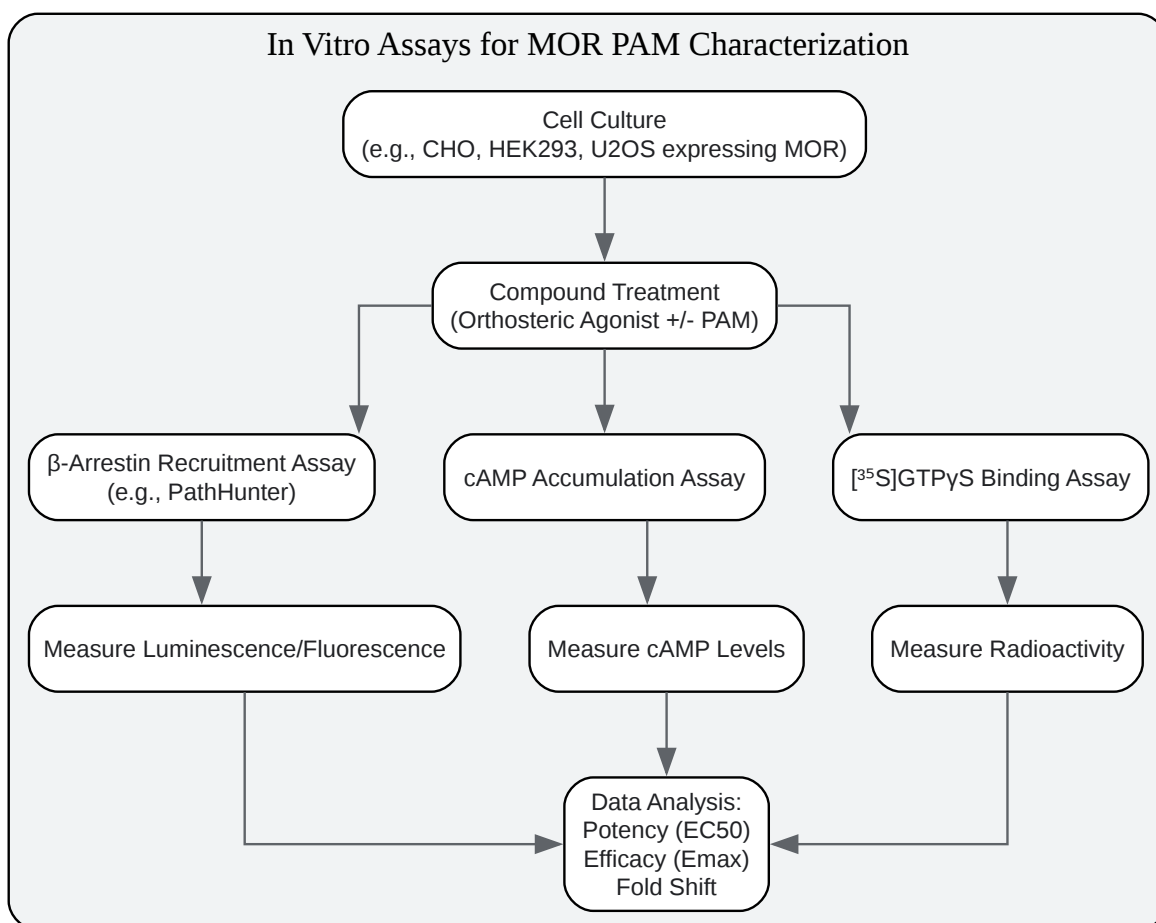 In Vitro Assays for MOR PAM Characterization
Cell Culture
(e.g., CHO, HEK293, U2OS expressing MOR)
Compound Treatment
(Orthosteric Agonist +/- PAM)
β-Arrestin Recruitment Assay
(e.g., PathHunter)
cAMP Accumulation Assay
[³⁵S]GTPγS Binding Assay
Measure Luminescence/Fluorescence
Measure cAMP Levels
Measure Radioactivity
Data Analysis:
Potency (EC50)
Efficacy (Emax)
Fold Shift